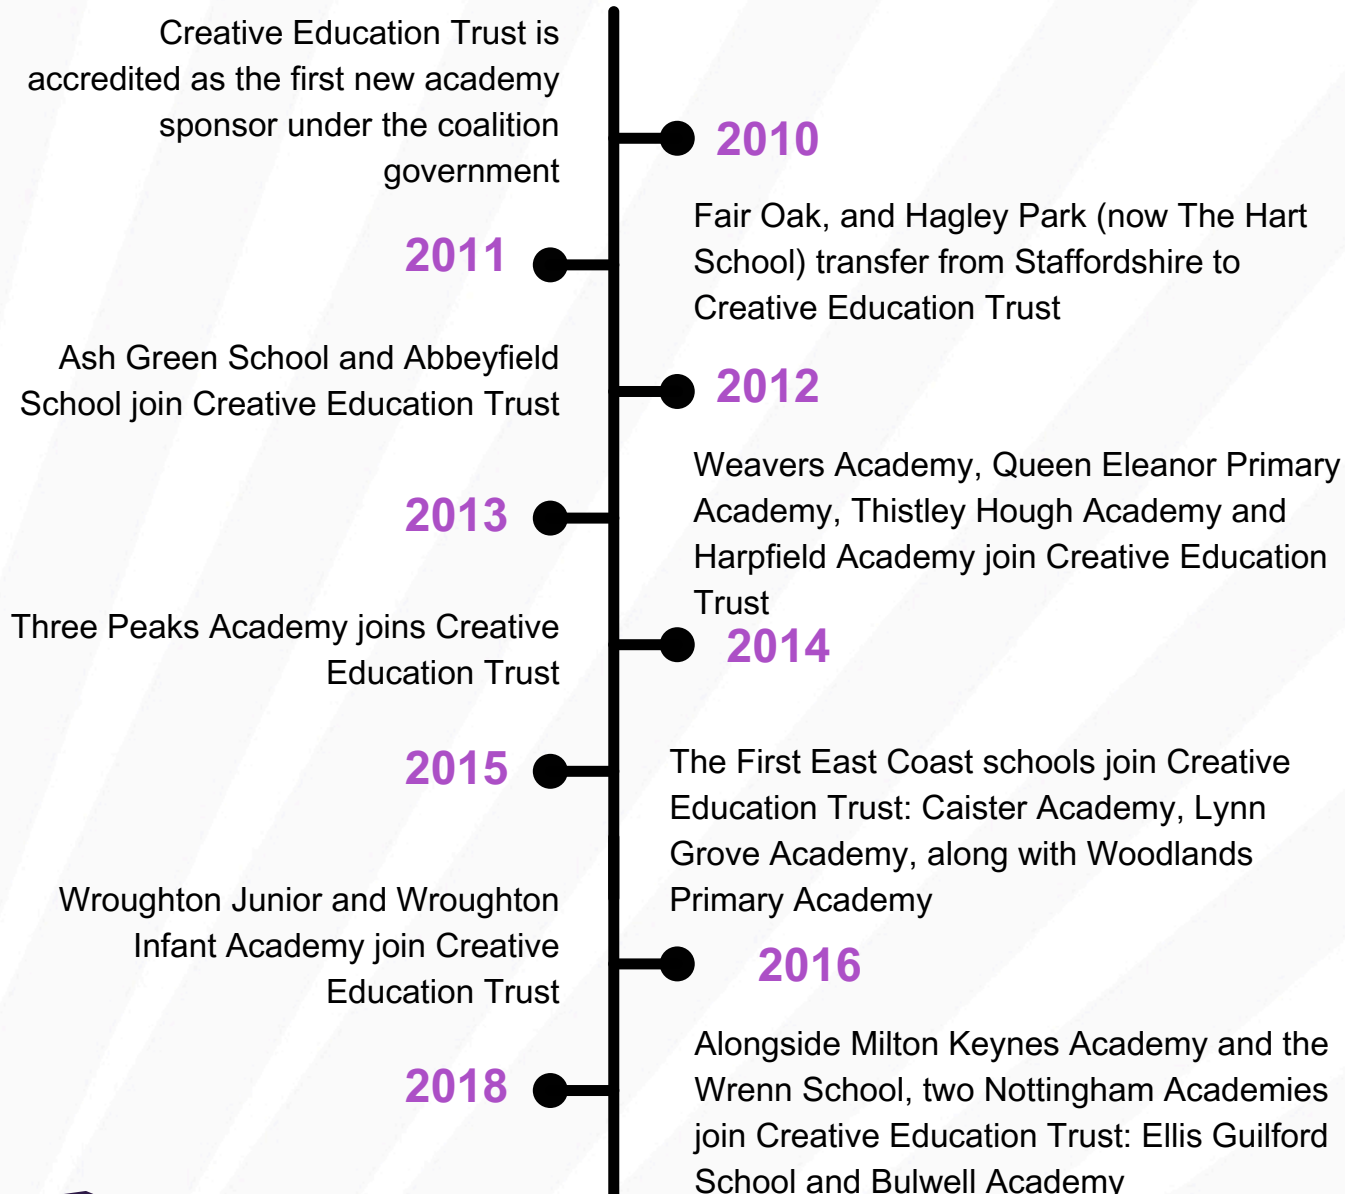 Creative Education Trust is
accredited as the first new academy
sponsor under the coalition
government
2010
Fair Oak, and Hagley Park (now The Hart
School) transfer from Staffordshire to
Creative Education Trust
2011
Ash Green School and Abbeyfield
School join Creative Education Trust
2012
Weavers Academy, Queen Eleanor Primary
Academy, Thistley Hough Academy and
Harpfield Academy join Creative Education
Trust
2013
Three Peaks Academy joins Creative
Education Trust
2014
The First East Coast schools join Creative
Education Trust: Caister Academy, Lynn
Grove Academy, along with Woodlands
Primary Academy
2015
Wroughton Junior and Wroughton
Infant Academy join Creative
Education Trust
2016
Alongside Milton Keynes Academy and the
Wrenn School, two Nottingham Academies
join Creative Education Trust: Ellis Guilford
School and Bulwell Academy
2018